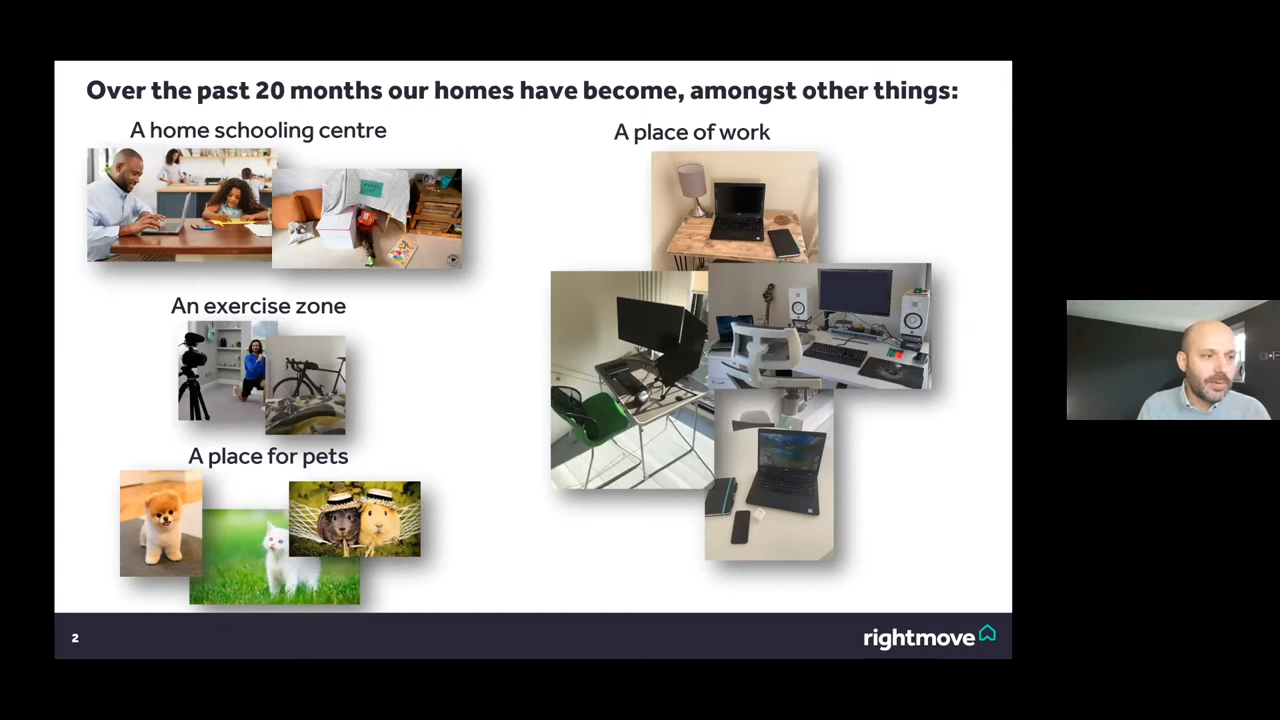 Over the past 20 months our homes have become, amongst other things:
A home schooling centre
A place of work
An exercise zone
A place for pets
2
rightmove